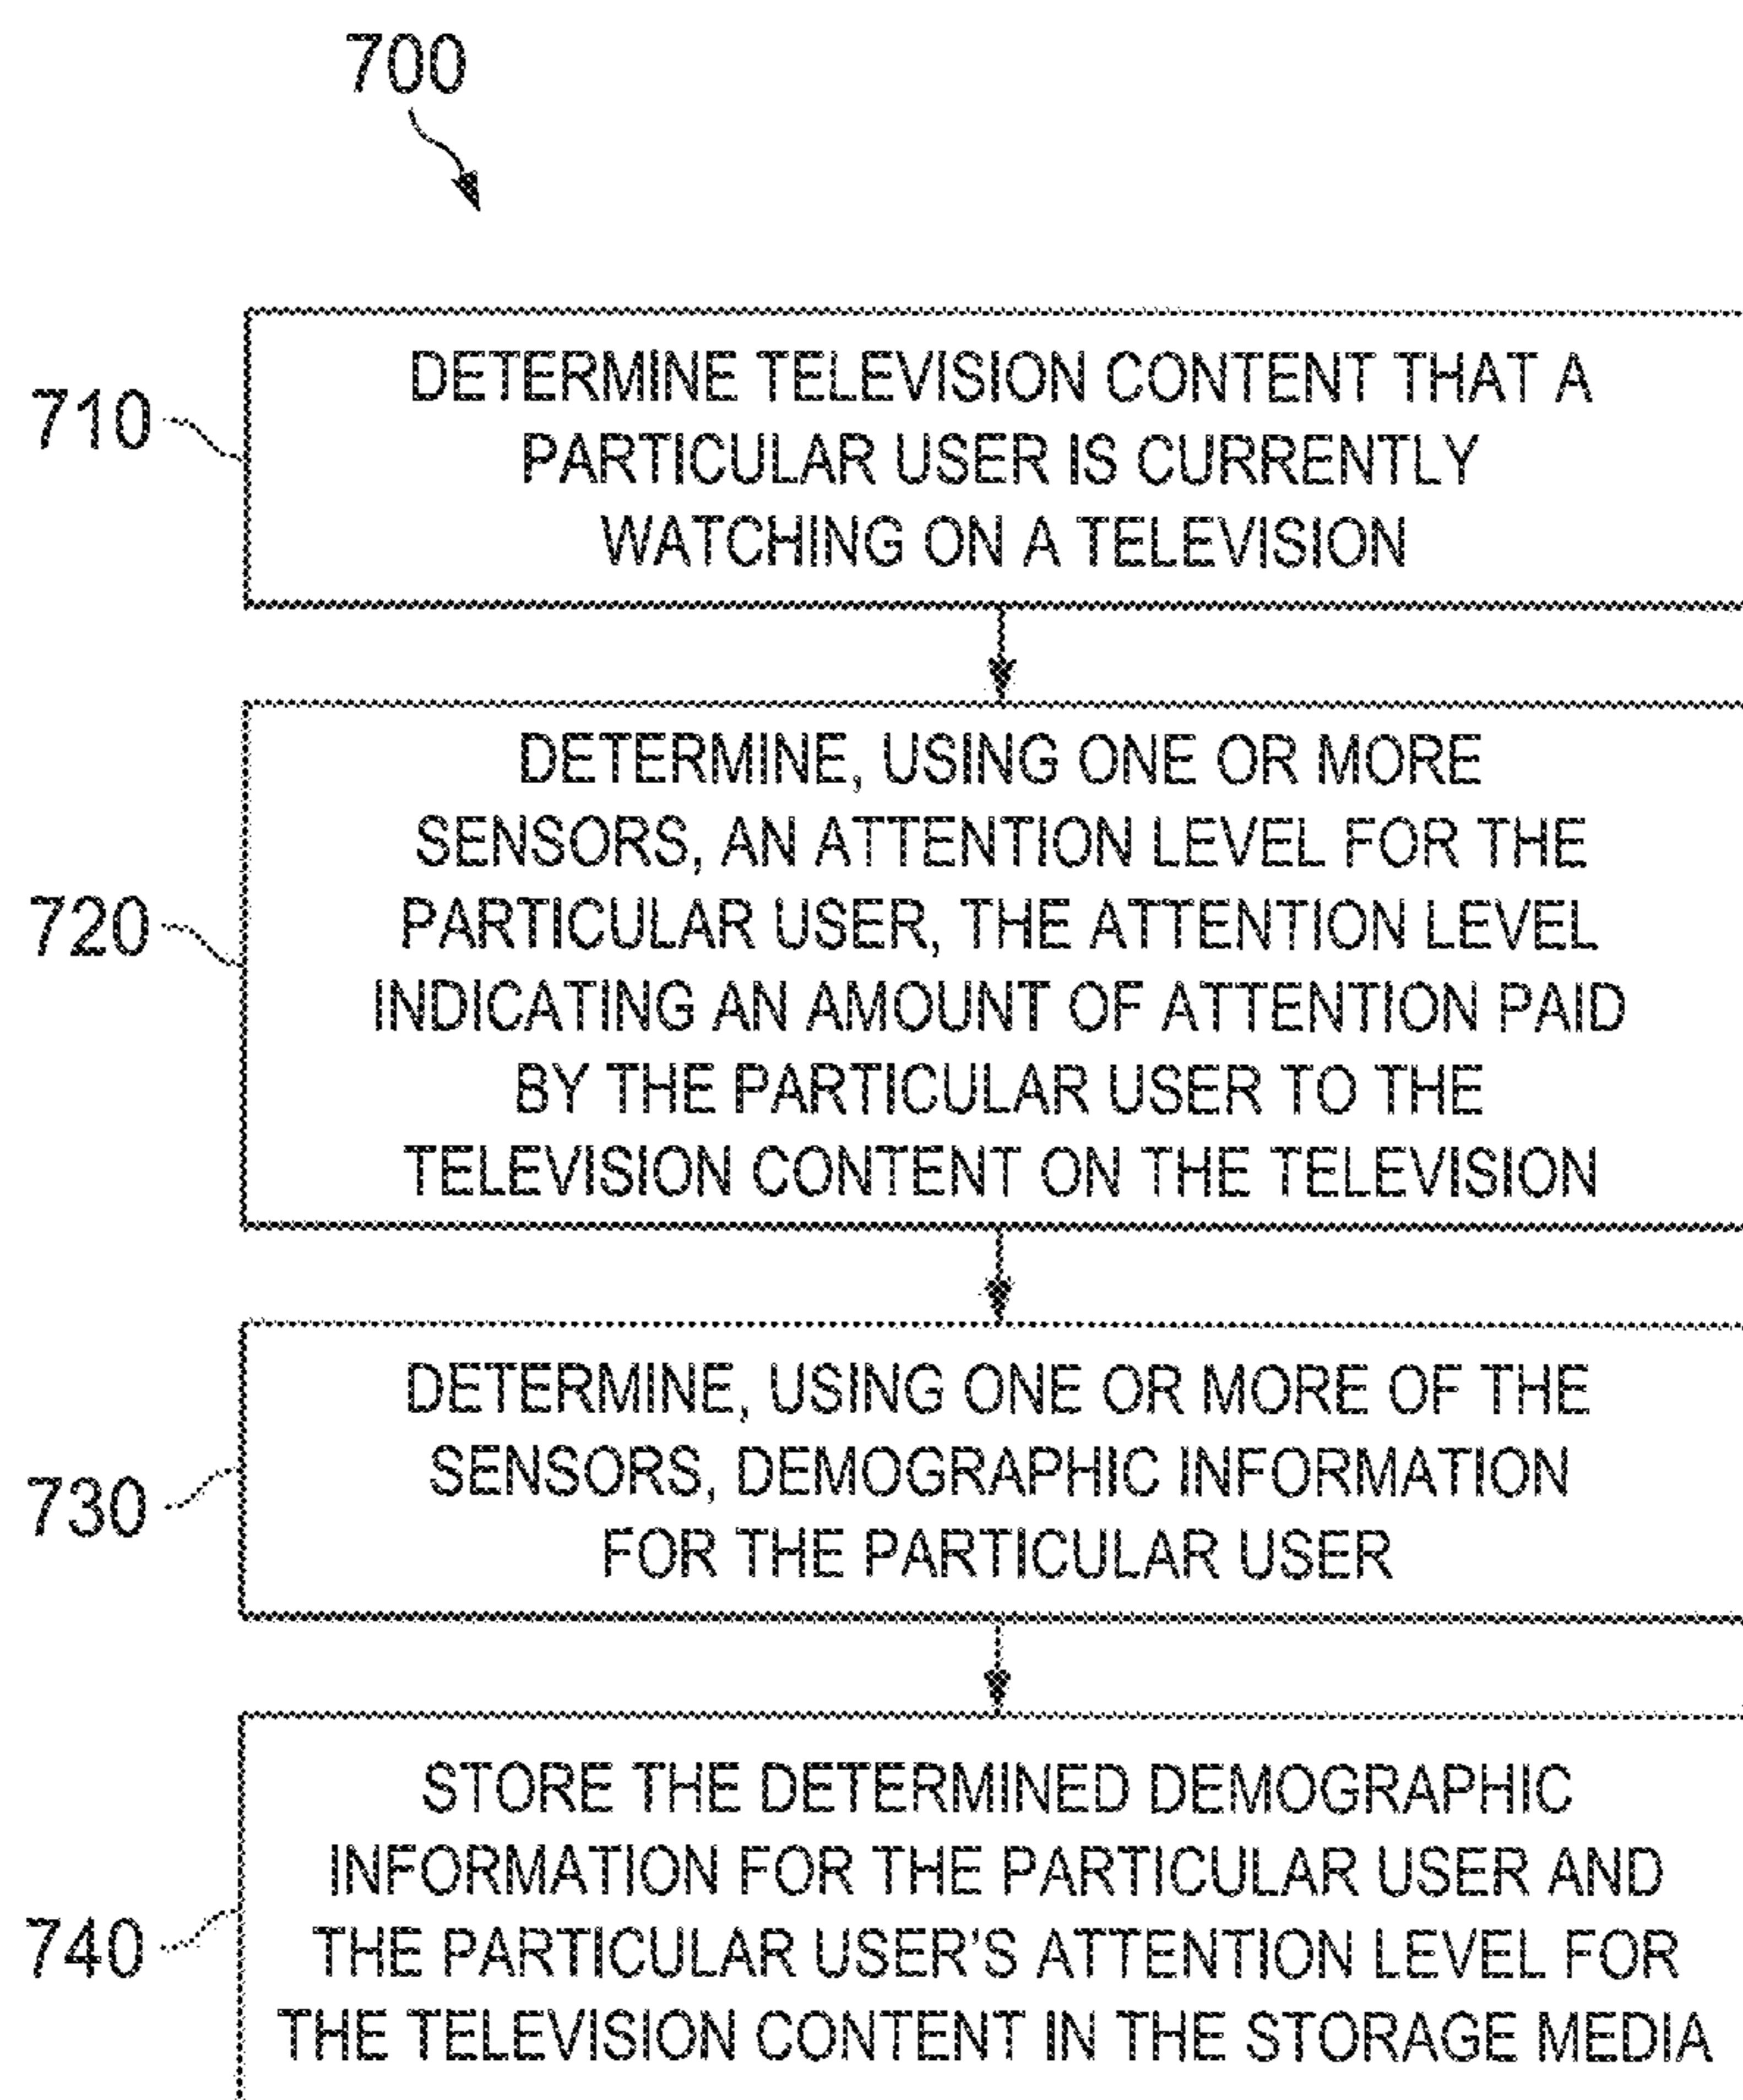 700
710
DETERMINE TELEVISION CONTENT THAT A
PARTICULAR USER IS CURRENTLY
WATCHING ON A TELEVISION
720
DETERMINE, USING ONE OR MORE
SENSORS, AN ATTENTION LEVEL FOR THE
PARTICULAR USER, THE ATTENTION LEVEL
INDICATING AN AMOUNT OF ATTENTION PAID
BY THE PARTICULAR USER TO THE
TELEVISION CONTENT ON THE TELEVISION
730
DETERMINE, USING ONE OR MORE OF THE
SENSORS, DEMOGRAPHIC INFORMATION
FOR THE PARTICULAR USER
740
STORE THE DETERMINED DEMOGRAPHIC
INFORMATION FOR THE PARTICULAR USER AND
THE PARTICULAR USER'S ATTENTION LEVEL FOR
THE TELEVISION CONTENT IN THE STORAGE MEDIA